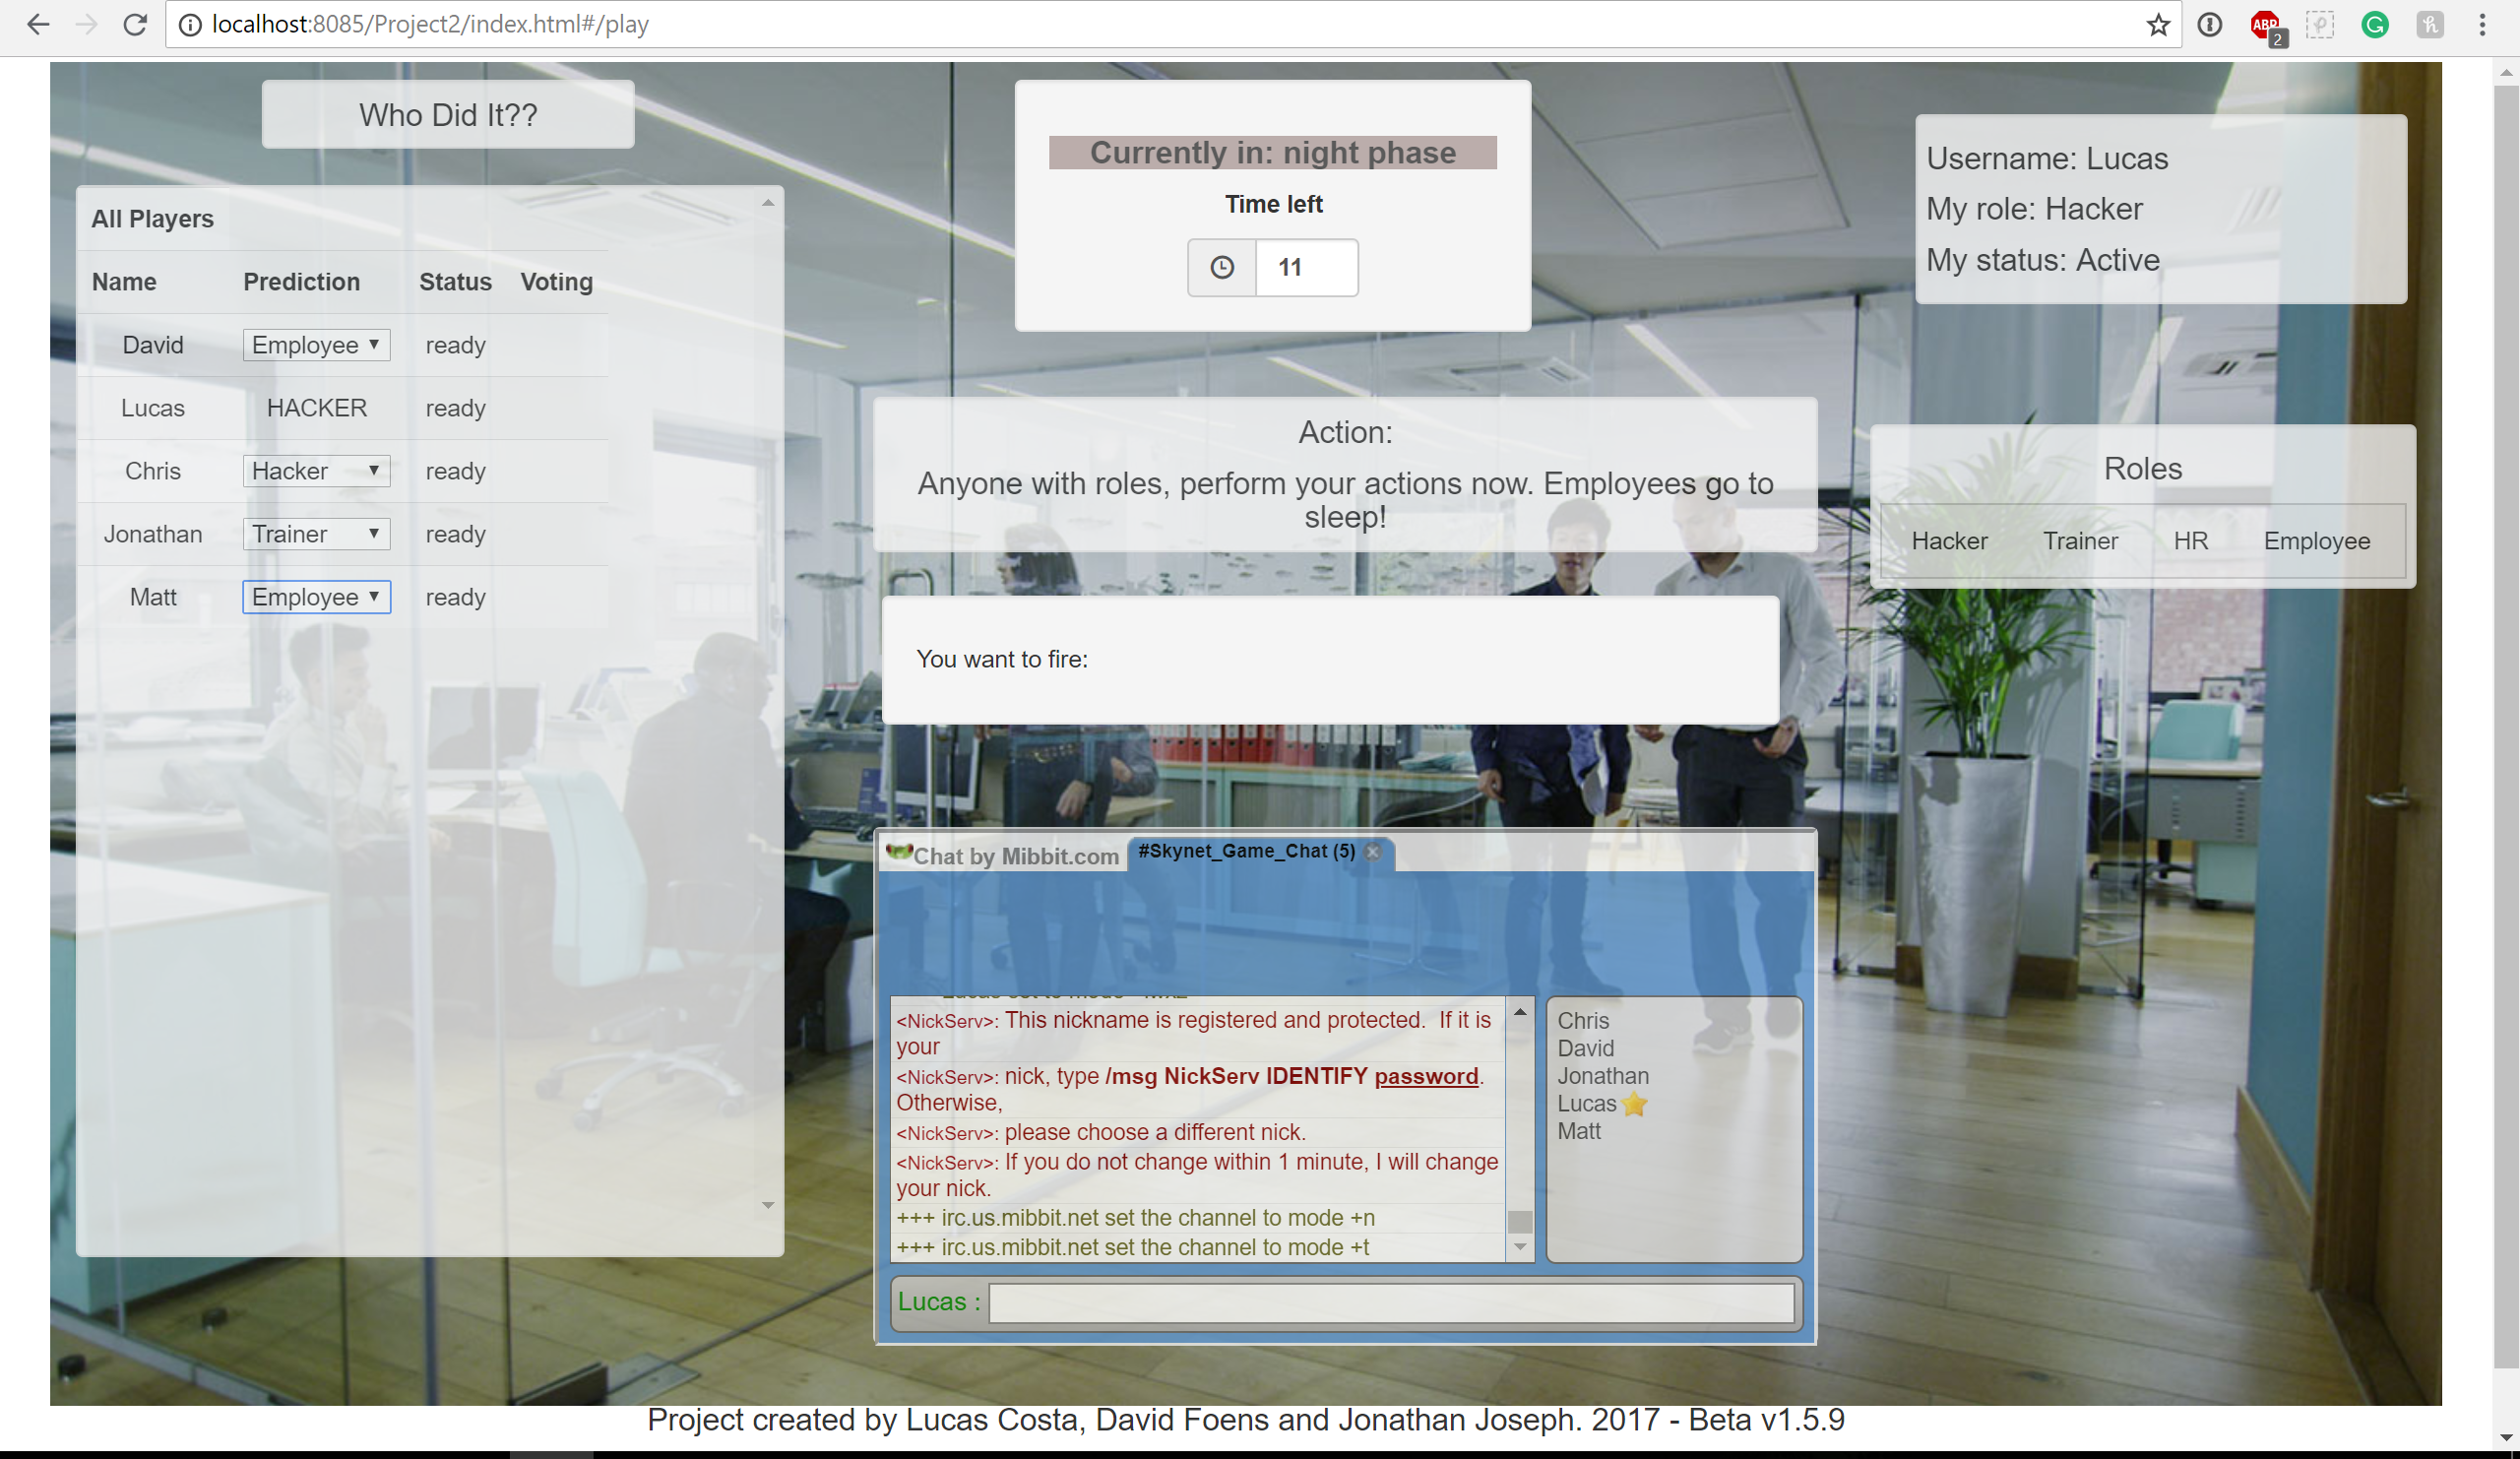 localhost:8085/Project2/index.html#/play
ABP
2
Who Did It??
All Players
Name Prediction Status Voting
David Employee ready
Lucas HACKER ready
Chris Hacker ready
Jonathan Trainer ready
Matt Employee ready
Currently in: night phase
Time left
11
Username: Lucas
My role: Hacker
My status: Active
Action:
Anyone with roles, perform your actions now. Employees go to
sleep!
Roles
Hacker Trainer HR Employee
You want to fire:
Chat by Mibbit.com #Skynet_Game_Chat (5)
<NickServ>: This nickname is registered and protected.  If it is
your
<NickServ>: nick, type /msg NickServ IDENTIFY password.
Otherwise,
<NickServ>: please choose a different nick.
<NickServ>: If you do not change within 1 minute, I will change
your nick.
+++ irc.us.mibbit.net set the channel to mode +n
+++ irc.us.mibbit.net set the channel to mode +t
Chris
David
Jonathan
Lucas
Matt
Lucas :
Project created by Lucas Costa, David Foens and Jonathan Joseph. 2017 - Beta v1.5.9